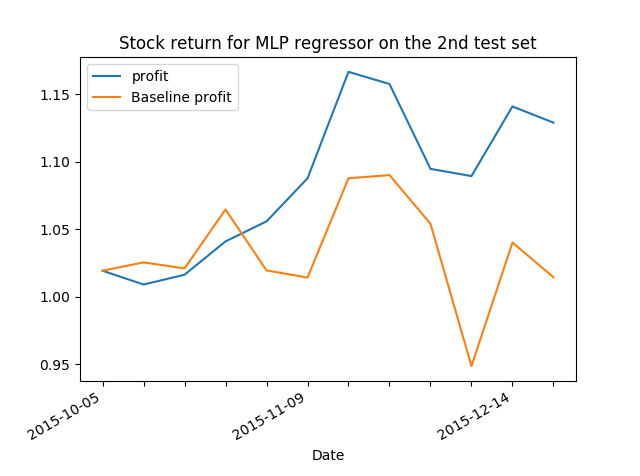 Stock return for MLP regressor on the 2nd test set
profit
Baseline profit
1.15
1.10
1.05
1.00
0.95
2015-10-05
2015-11-09
2015-12-14
Date